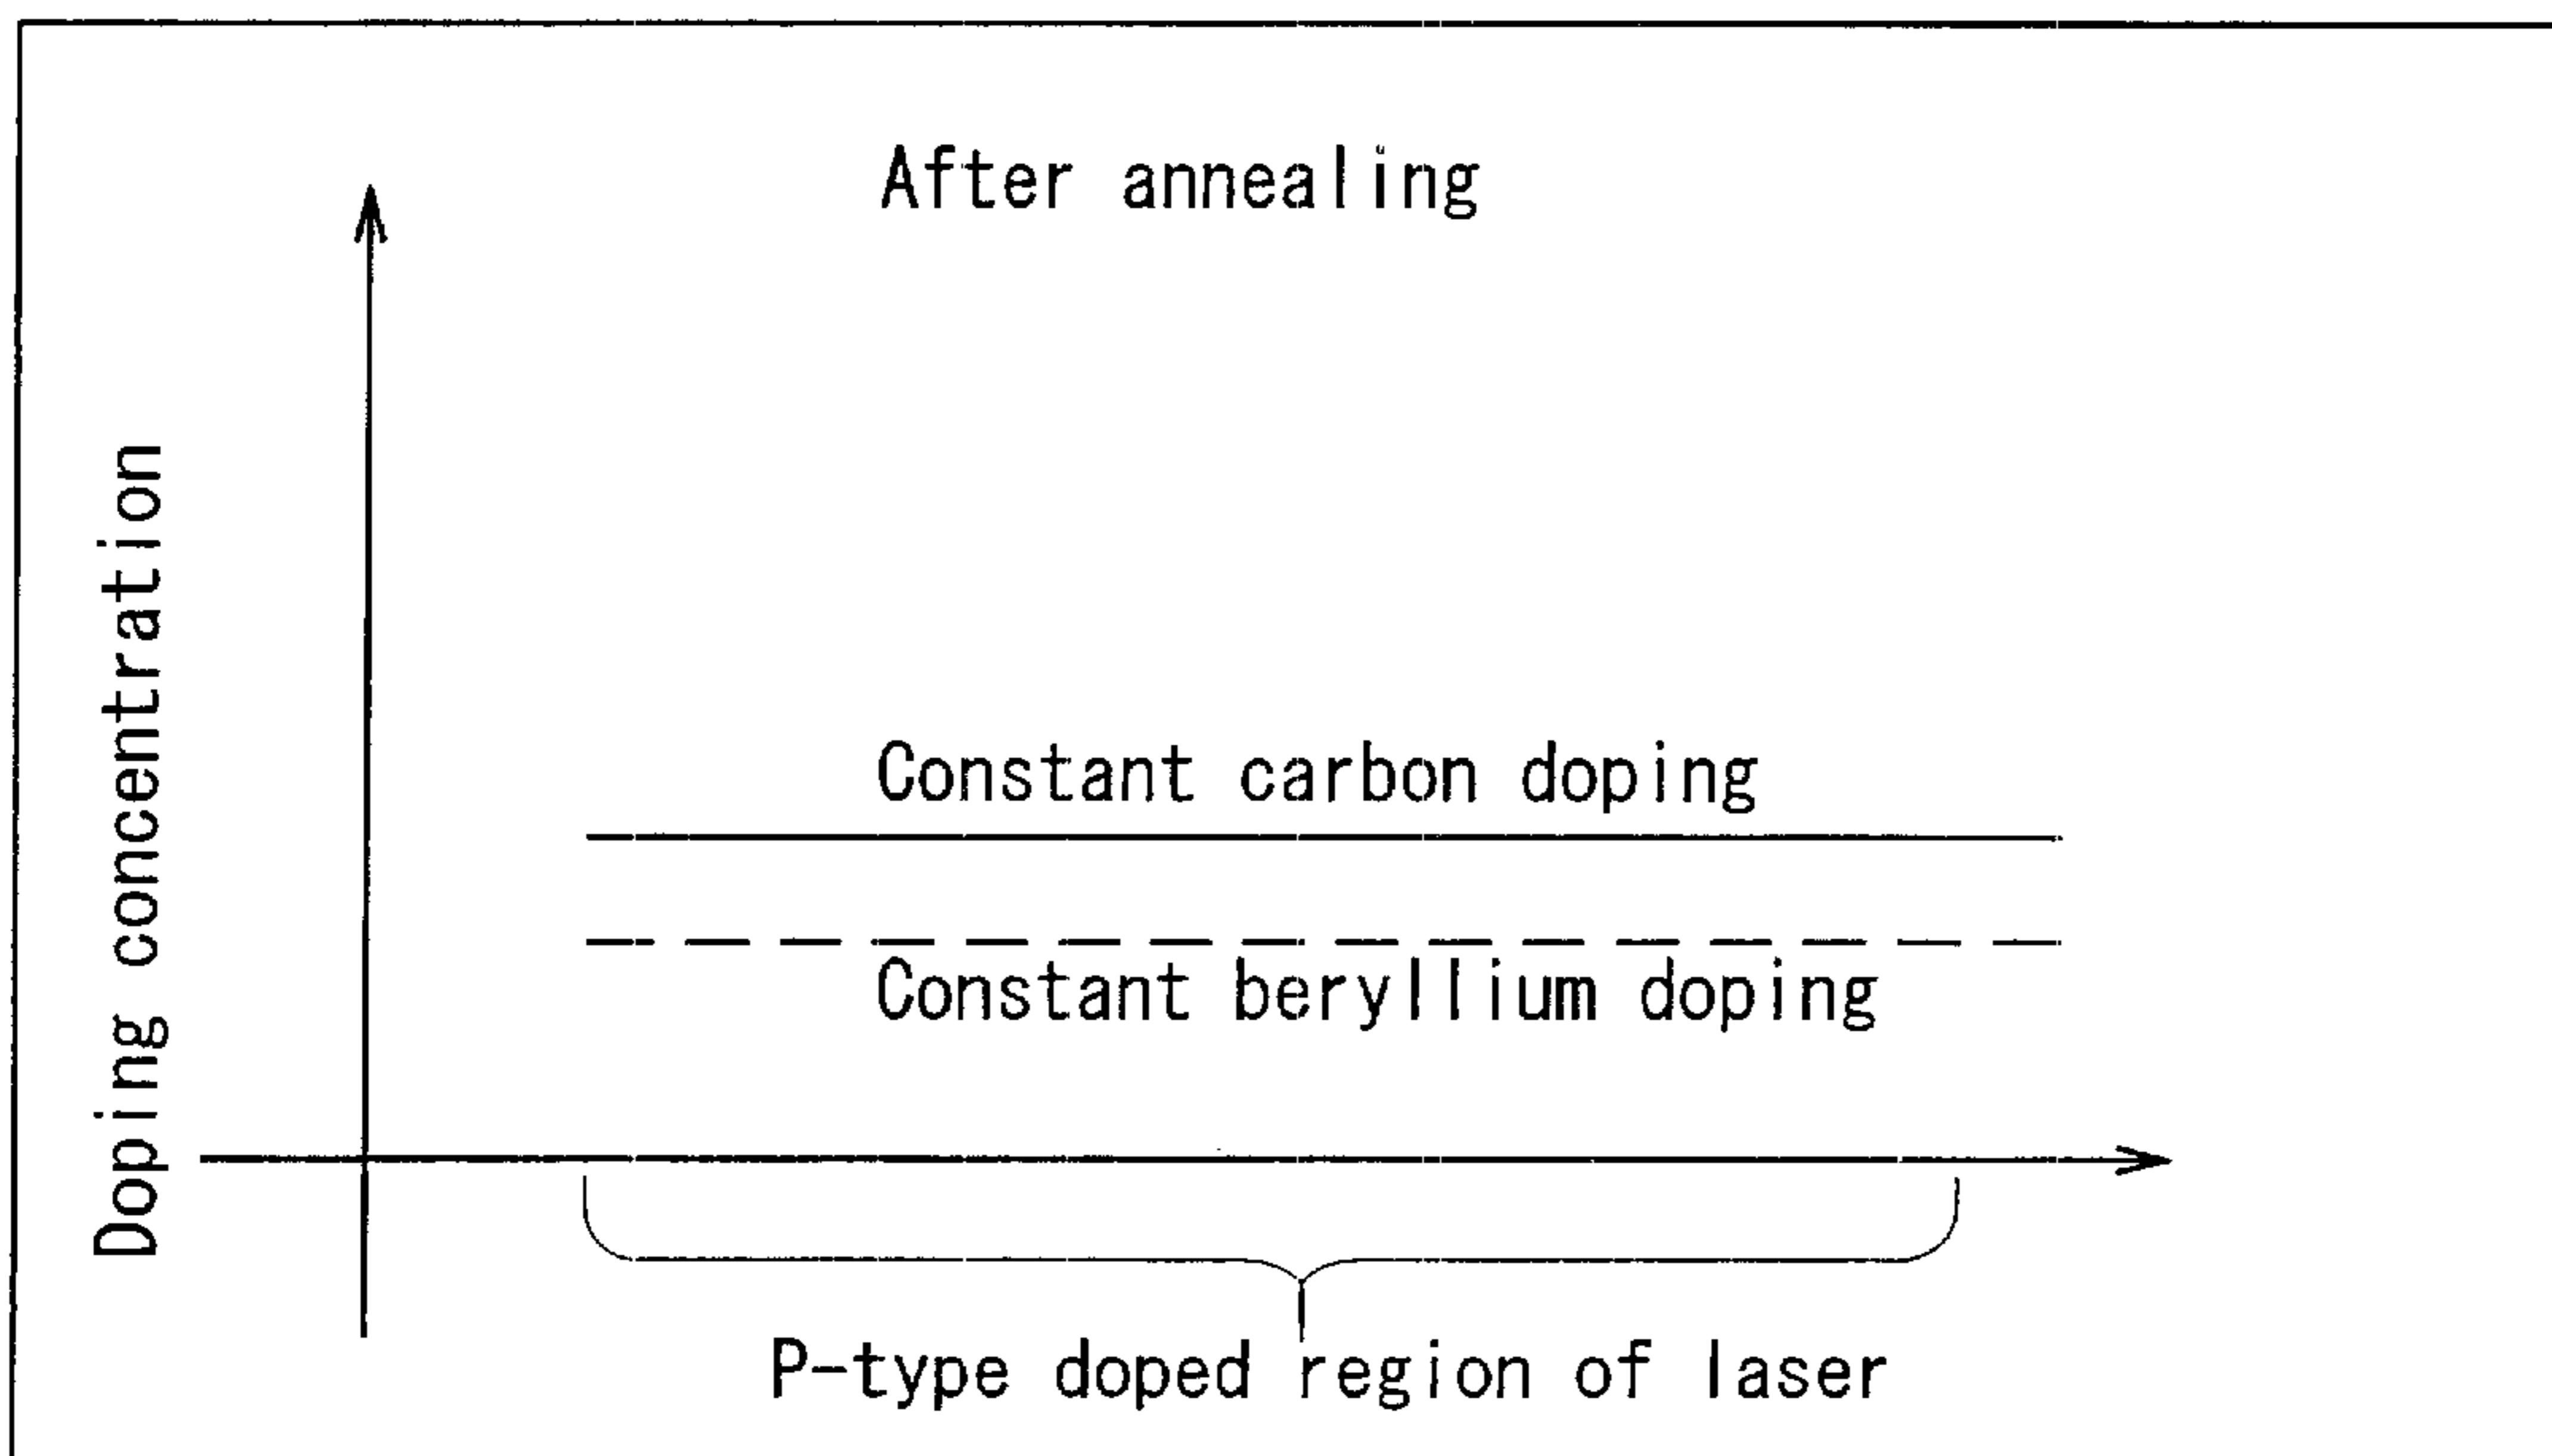 After annealing
Doping concentration
Constant carbon doping
Constant beryllium doping
P-type doped region of laser